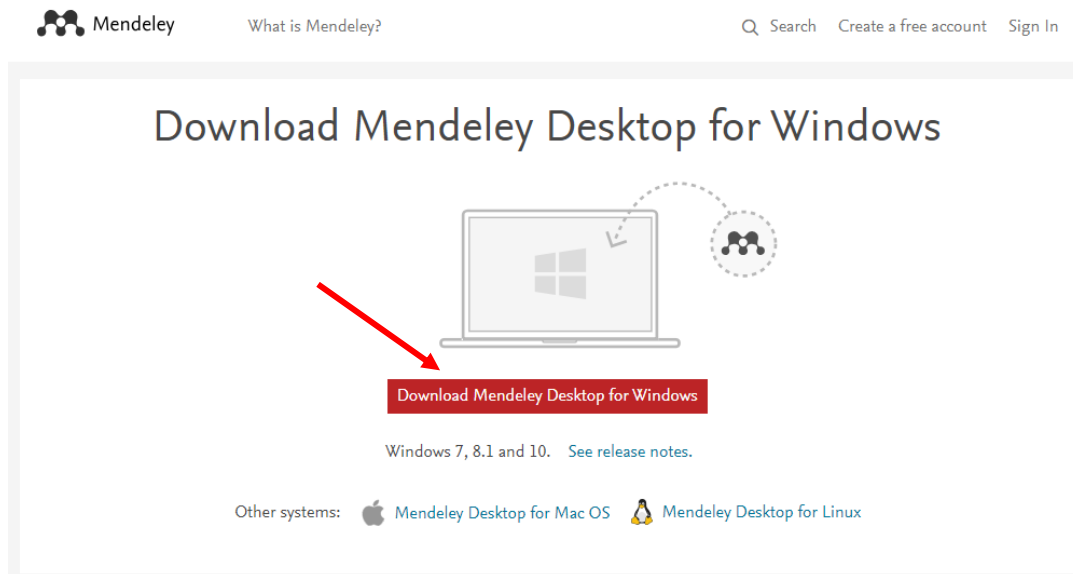 Mendeley What is Mendeley? Search Create a free account Sign In
Download Mendeley Desktop for Windows
Download Mendeley Desktop for Windows
Windows 7, 8.1 and 10. See release notes.
Other systems: Mendeley Desktop for Mac OS Mendeley Desktop for Linux